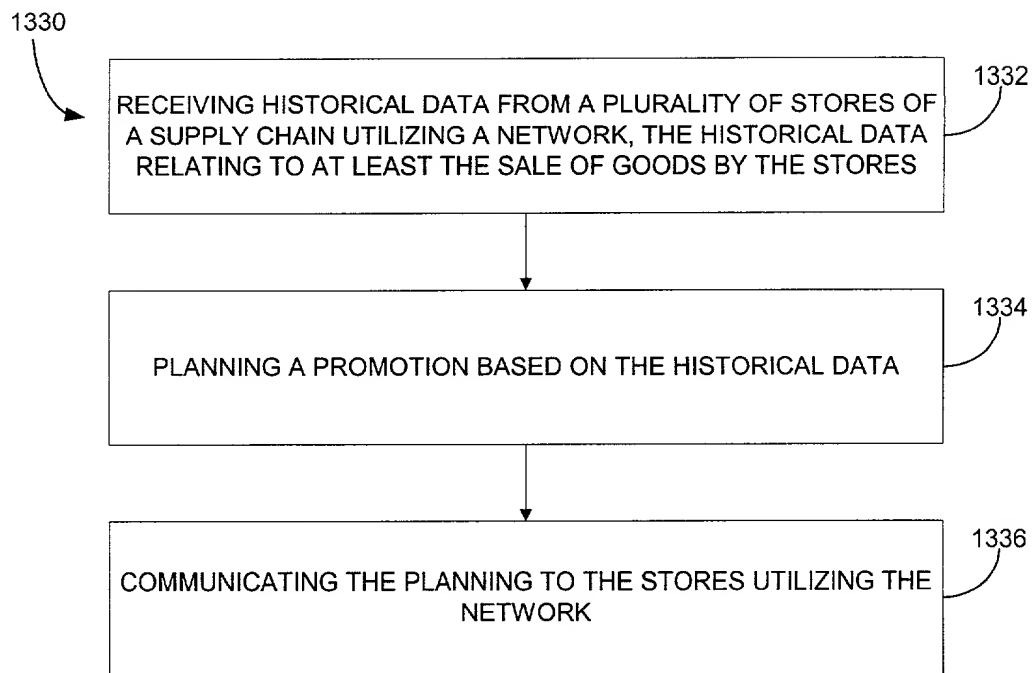 1330
1332
RECEIVING HISTORICAL DATA FROM A PLURALITY OF STORES OF
A SUPPLY CHAIN UTILIZING A NETWORK, THE HISTORICAL DATA
RELATING TO AT LEAST THE SALE OF GOODS BY THE STORES
1334
PLANNING A PROMOTION BASED ON THE HISTORICAL DATA
1336
COMMUNICATING THE PLANNING TO THE STORES UTILIZING THE
NETWORK